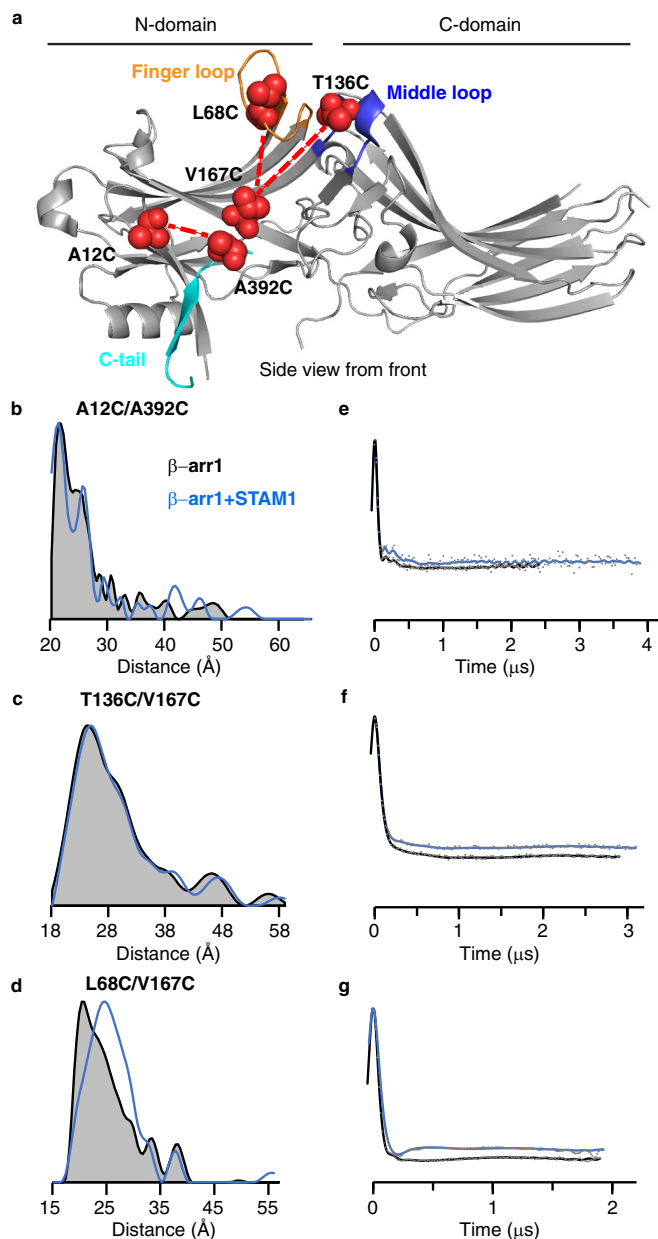 a
N-domain
C-domain
Finger loop
T136C
Middle loop
L68C
V167C
A12C
A392C
C-tail
Side view from front
b
A12C/A392C
β–arr1
β–arr1+STAM1
20 30 40 50 60
Distance (Å)
e
0 1 2 3 4
Time (μs)
c
T136C/V167C
18 28 38 48 58
Distance (Å)
f
0 1 2 3
Time (μs)
d
L68C/V167C
15 25 35 45 55
Distance (Å)
g
0 1 2
Time (μs)